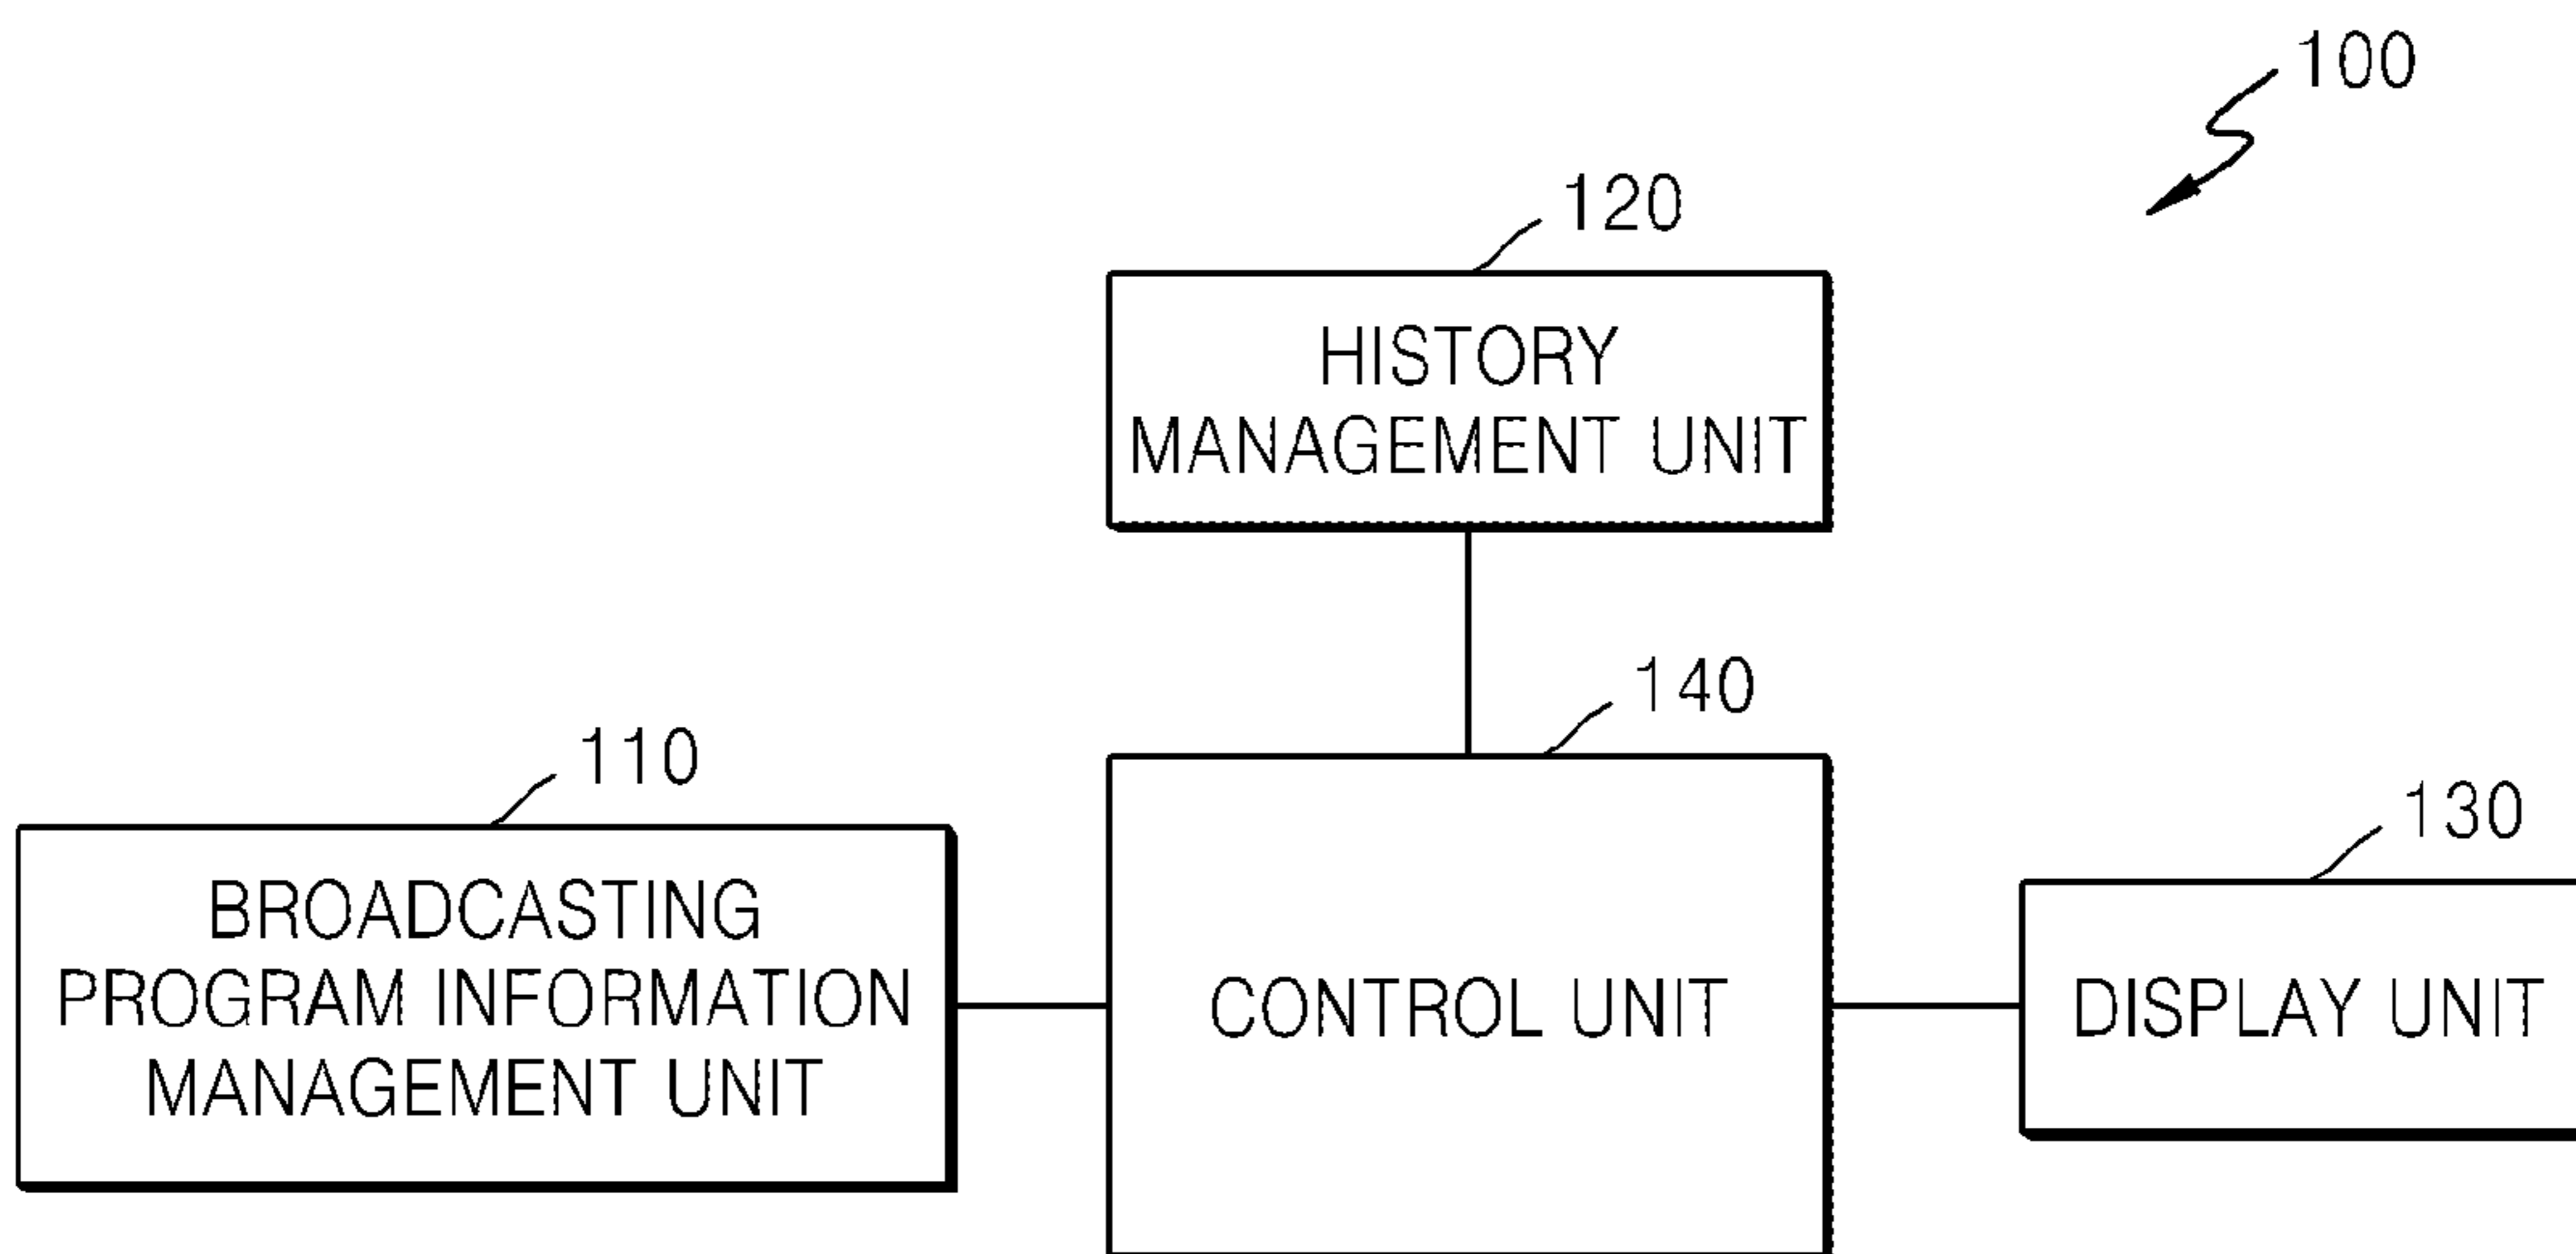 100
120
HISTORY
MANAGEMENT UNIT
140
110
130
BROADCASTING
PROGRAM INFORMATION
MANAGEMENT UNIT
CONTROL UNIT
DISPLAY UNIT